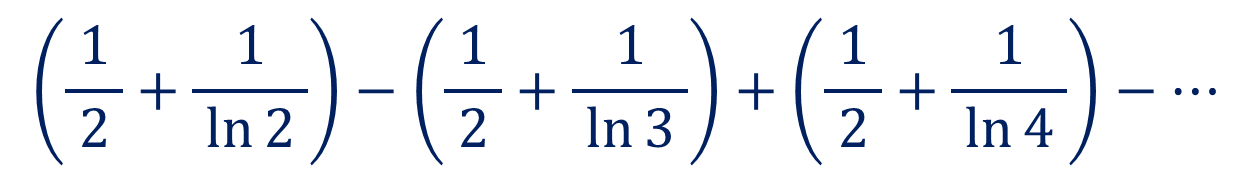 (1/2 + 1/ln 2) − (1/2 + 1/ln 3) + (1/2 + 1/ln 4) − ⋯